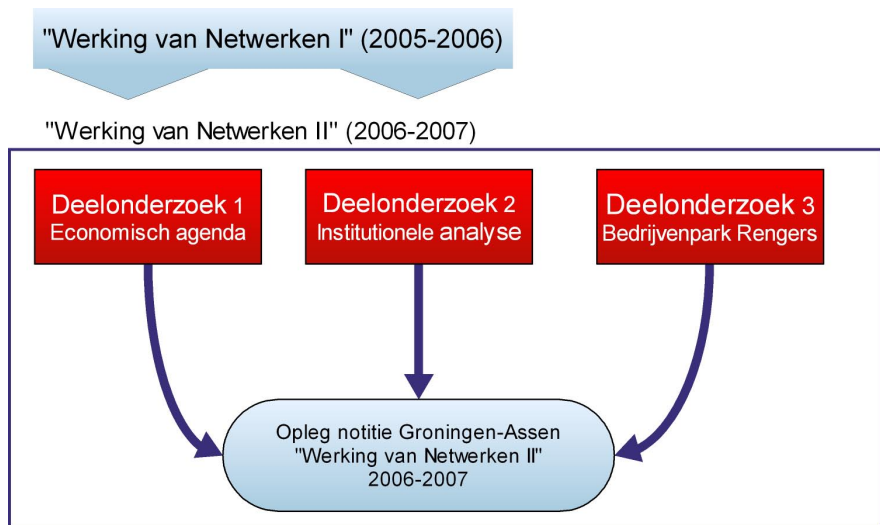 "Werking van Netwerken I" (2005-2006)
"Werking van Netwerken II" (2006-2007)
Deelonderzoek 1
Economisch agenda
Deelonderzoek 2
Institutionele analyse
Deelonderzoek 3
Bedrijvenpark Rengers
Opleg notitie Groningen-Assen
"Werking van Netwerken II"
2006-2007